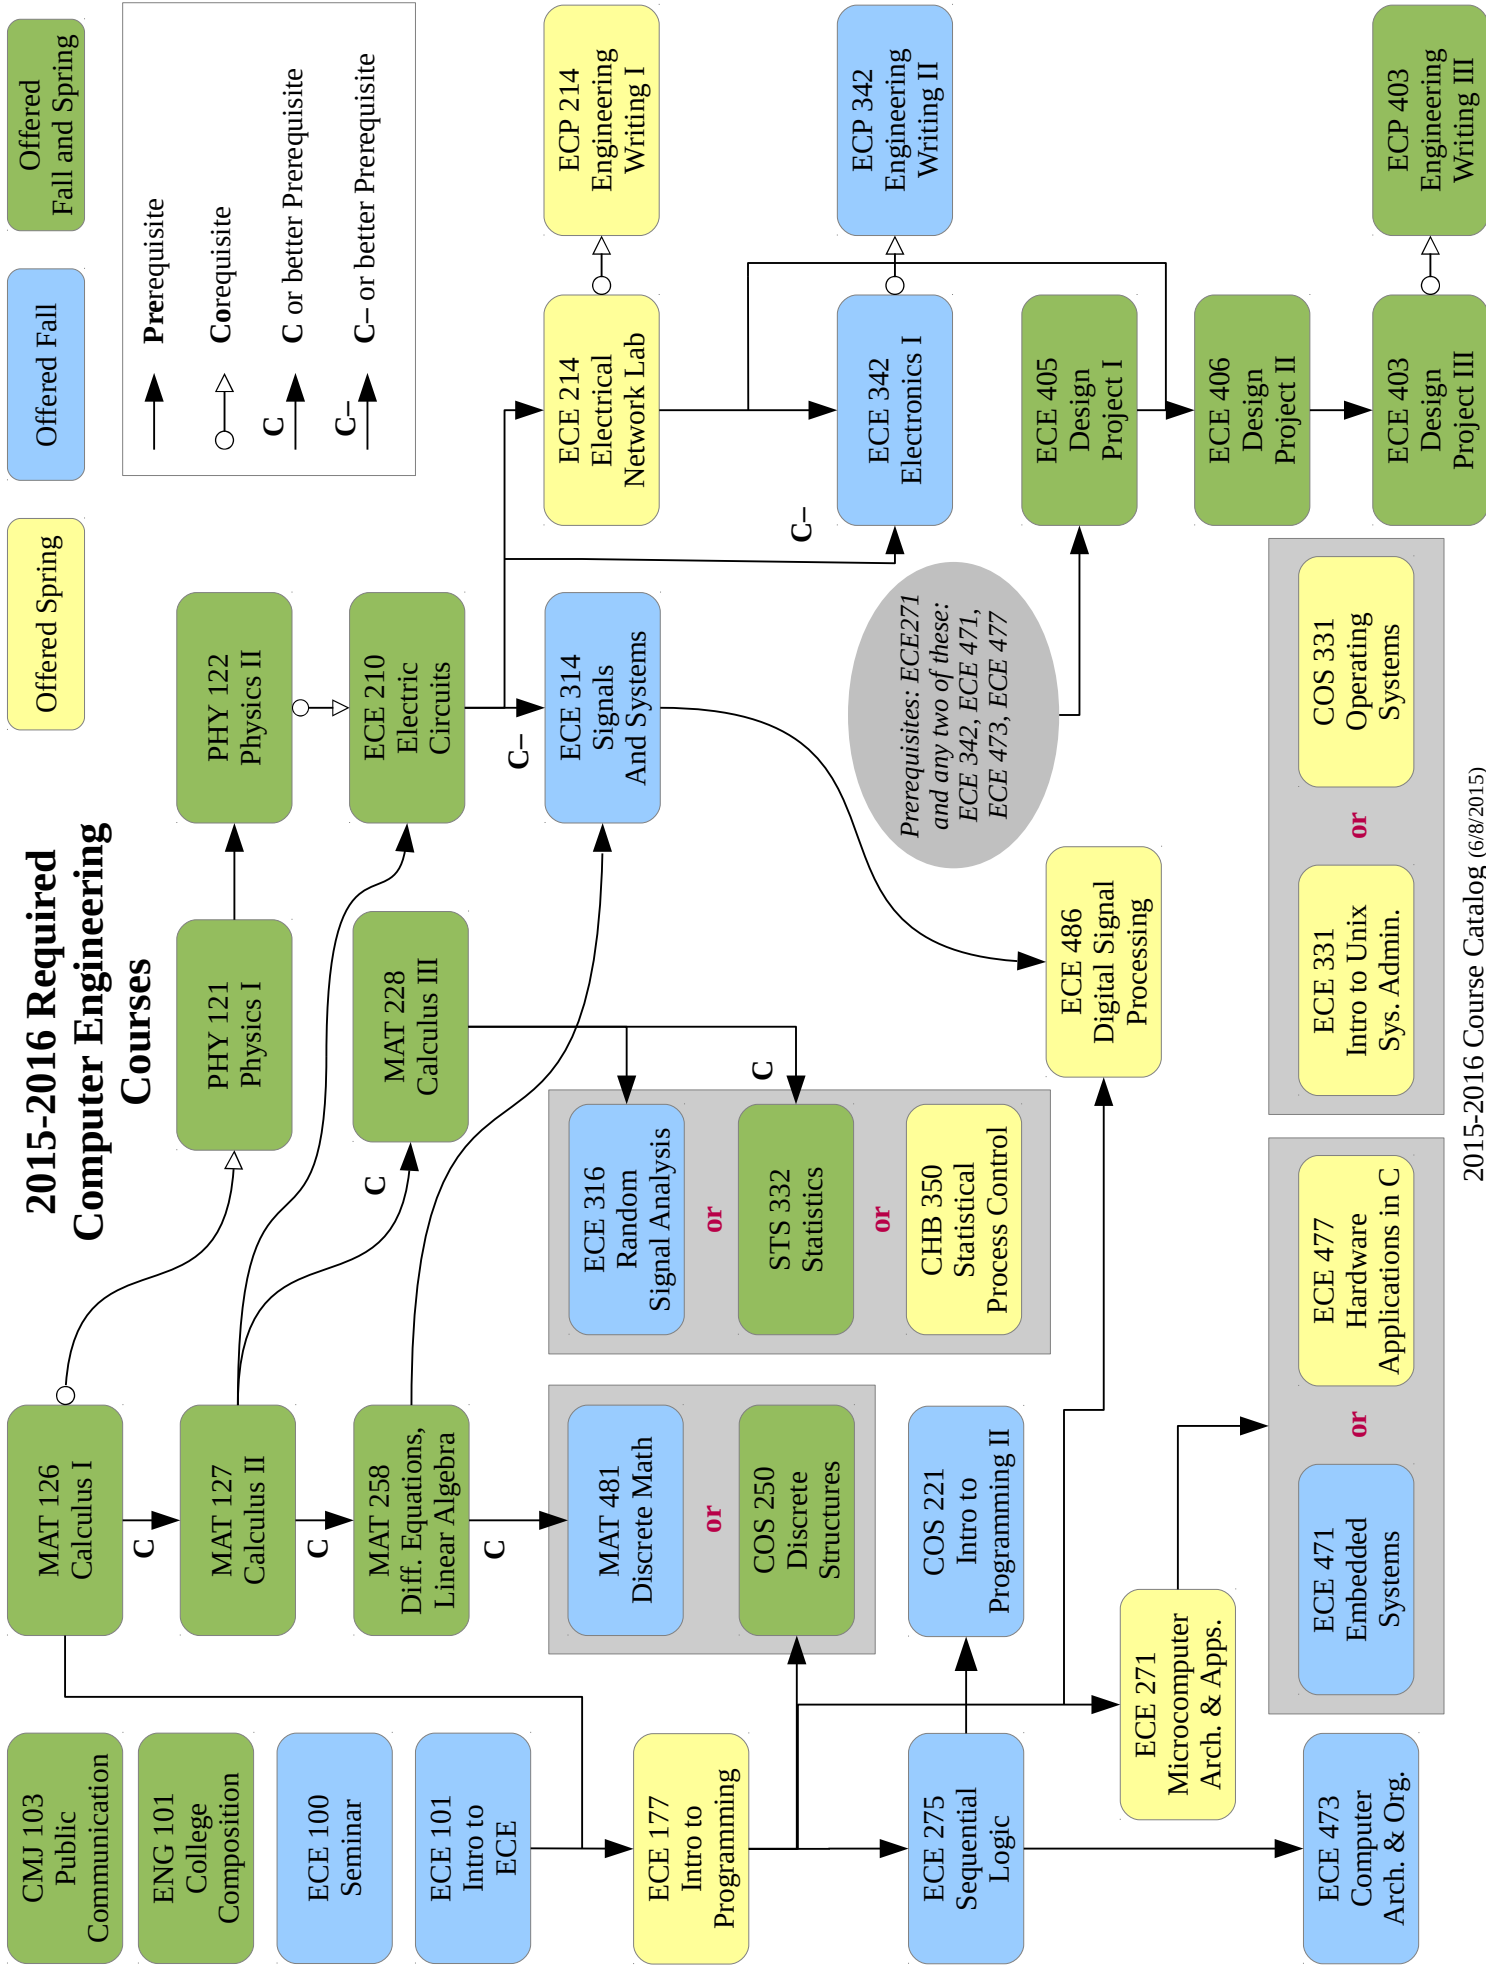 2015-2016 Required
Computer Engineering
Courses
Offered Spring
Offered Fall
Offered
Fall and Spring
Prerequisite
Corequisite
C
C or better Prerequisite
C–
C– or better Prerequisite
CMJ 103
Public
Communication
ENG 101
College
Composition
ECE 100
Seminar
ECE 101
Intro to
ECE
ECE 177
Intro to
Programming
ECE 275
Sequential
Logic
ECE 473
Computer
Arch. & Org.
MAT 126
Calculus I
C
MAT 127
Calculus II
C
MAT 258
Diff. Equations,
Linear Algebra
C
MAT 481
Discrete Math
or
COS 250
Discrete
Structures
COS 221
Intro to
Programming II
ECE 271
Microcomputer
Arch. & Apps.
ECE 471
Embedded
Systems
or
ECE 477
Hardware
Applications in C
PHY 121
Physics I
C
MAT 228
Calculus III
ECE 316
Random
Signal Analysis
or
C
STS 332
Statistics
or
CHB 350
Statistical
Process Control
ECE 486
Digital Signal
Processing
ECE 331
Intro to Unix
Sys. Admin.
or
COS 331
Operating
Systems
PHY 122
Physics II
ECE 210
Electric
Circuits
C–
ECE 314
Signals
And Systems
Prerequisites: ECE271
and any two of these:
ECE 342, ECE 471,
ECE 473, ECE 477
ECE 214
Electrical
Network Lab
C–
ECE 342
Electronics I
ECE 405
Design
Project I
ECE 406
Design
Project II
ECE 403
Design
Project III
ECP 214
Engineering
Writing I
ECP 342
Engineering
Writing II
ECP 403
Engineering
Writing III
2015-2016 Course Catalog (6/8/2015)